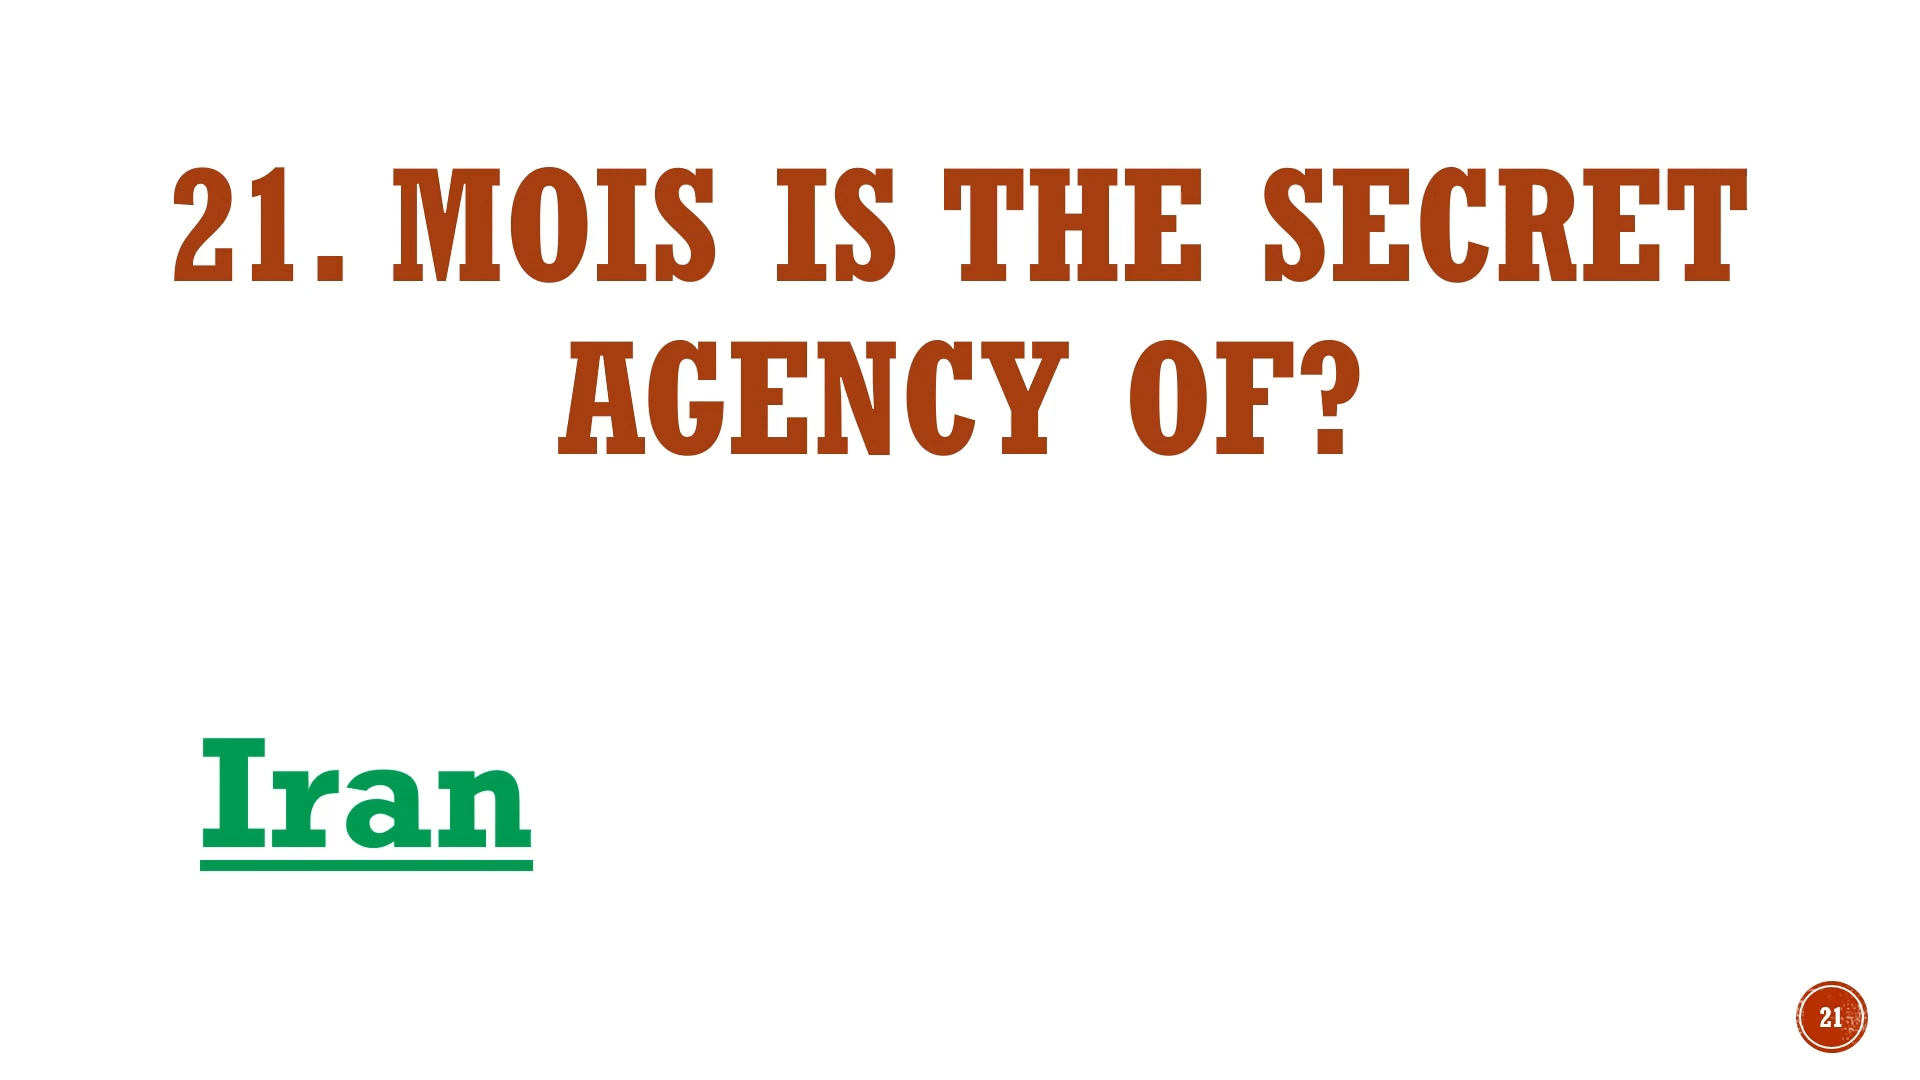 21. MOIS IS THE SECRET
AGENCY OF?
Iran
21